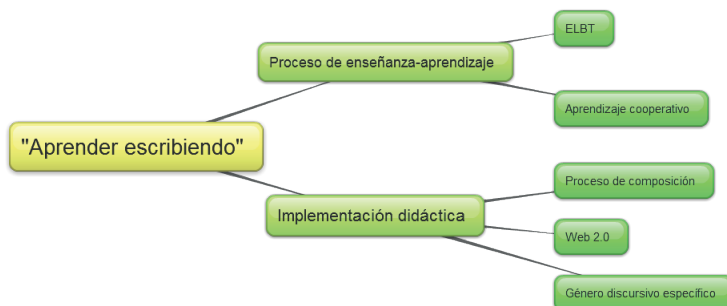 "Aprender escribiendo"
Proceso de enseñanza-aprendizaje
ELBT
Aprendizaje cooperativo
Implementación didáctica
Proceso de composición
Web 2.0
Género discursivo específico